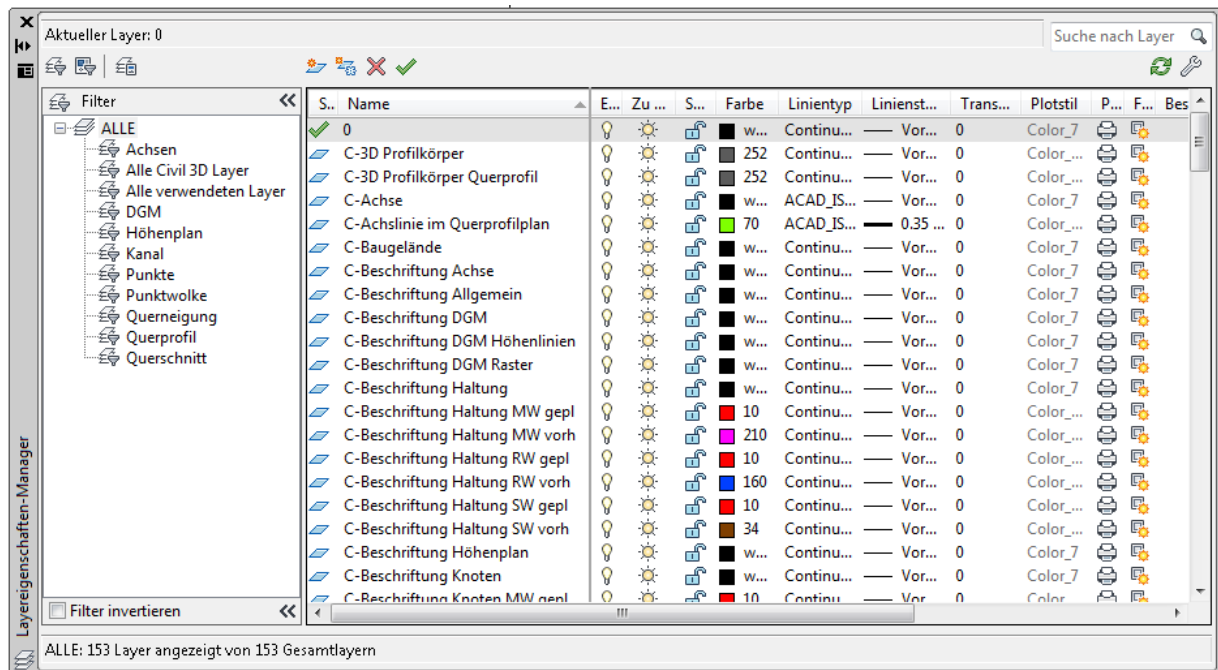 Aktueller Layer: 0
Suche nach Layer
Filter
ALLE
Achsen
Alle Civil 3D Layer
Alle verwendeten Layer
DGM
Höhenplan
Kanal
Punkte
Punktwolke
Querneigung
Querprofil
Querschnitt
Filter invertieren
S.. Name E... Zu ... S... Farbe Linientyp Linienst... Trans... Plotstil P... F... Bes
0 w... Continu... Vor... 0 Color_7
C-3D Profilkörper 252 Continu... Vor... 0 Color_...
C-3D Profilkörper Querprofil 252 Continu... Vor... 0 Color_...
C-Achse w... ACAD_IS... Vor... 0 Color_7
C-Achslinie im Querprofilplan 70 ACAD_IS... 0.35 ... 0 Color_...
C-Baugelände w... Continu... Vor... 0 Color_7
C-Beschriftung Achse w... Continu... Vor... 0 Color_7
C-Beschriftung Allgemein w... Continu... Vor... 0 Color_7
C-Beschriftung DGM w... Continu... Vor... 0 Color_7
C-Beschriftung DGM Höhenlinien w... Continu... Vor... 0 Color_7
C-Beschriftung DGM Raster w... Continu... Vor... 0 Color_7
C-Beschriftung Haltung w... Continu... Vor... 0 Color_7
C-Beschriftung Haltung MW gepl 10 Continu... Vor... 0 Color_...
C-Beschriftung Haltung MW vorh 210 Continu... Vor... 0 Color_...
C-Beschriftung Haltung RW gepl 10 Continu... Vor... 0 Color_...
C-Beschriftung Haltung RW vorh 160 Continu... Vor... 0 Color_...
C-Beschriftung Haltung SW gepl 10 Continu... Vor... 0 Color_...
C-Beschriftung Haltung SW vorh 34 Continu... Vor... 0 Color_...
C-Beschriftung Höhenplan w... Continu... Vor... 0 Color_7
C-Beschriftung Knoten w... Continu... Vor... 0 Color_7
C-Beschriftung Knoten MW gepl 10 Continu... Vor... 0 Color...
Layereigenschaften-Manager
ALLE: 153 Layer angezeigt von 153 Gesamtlayern